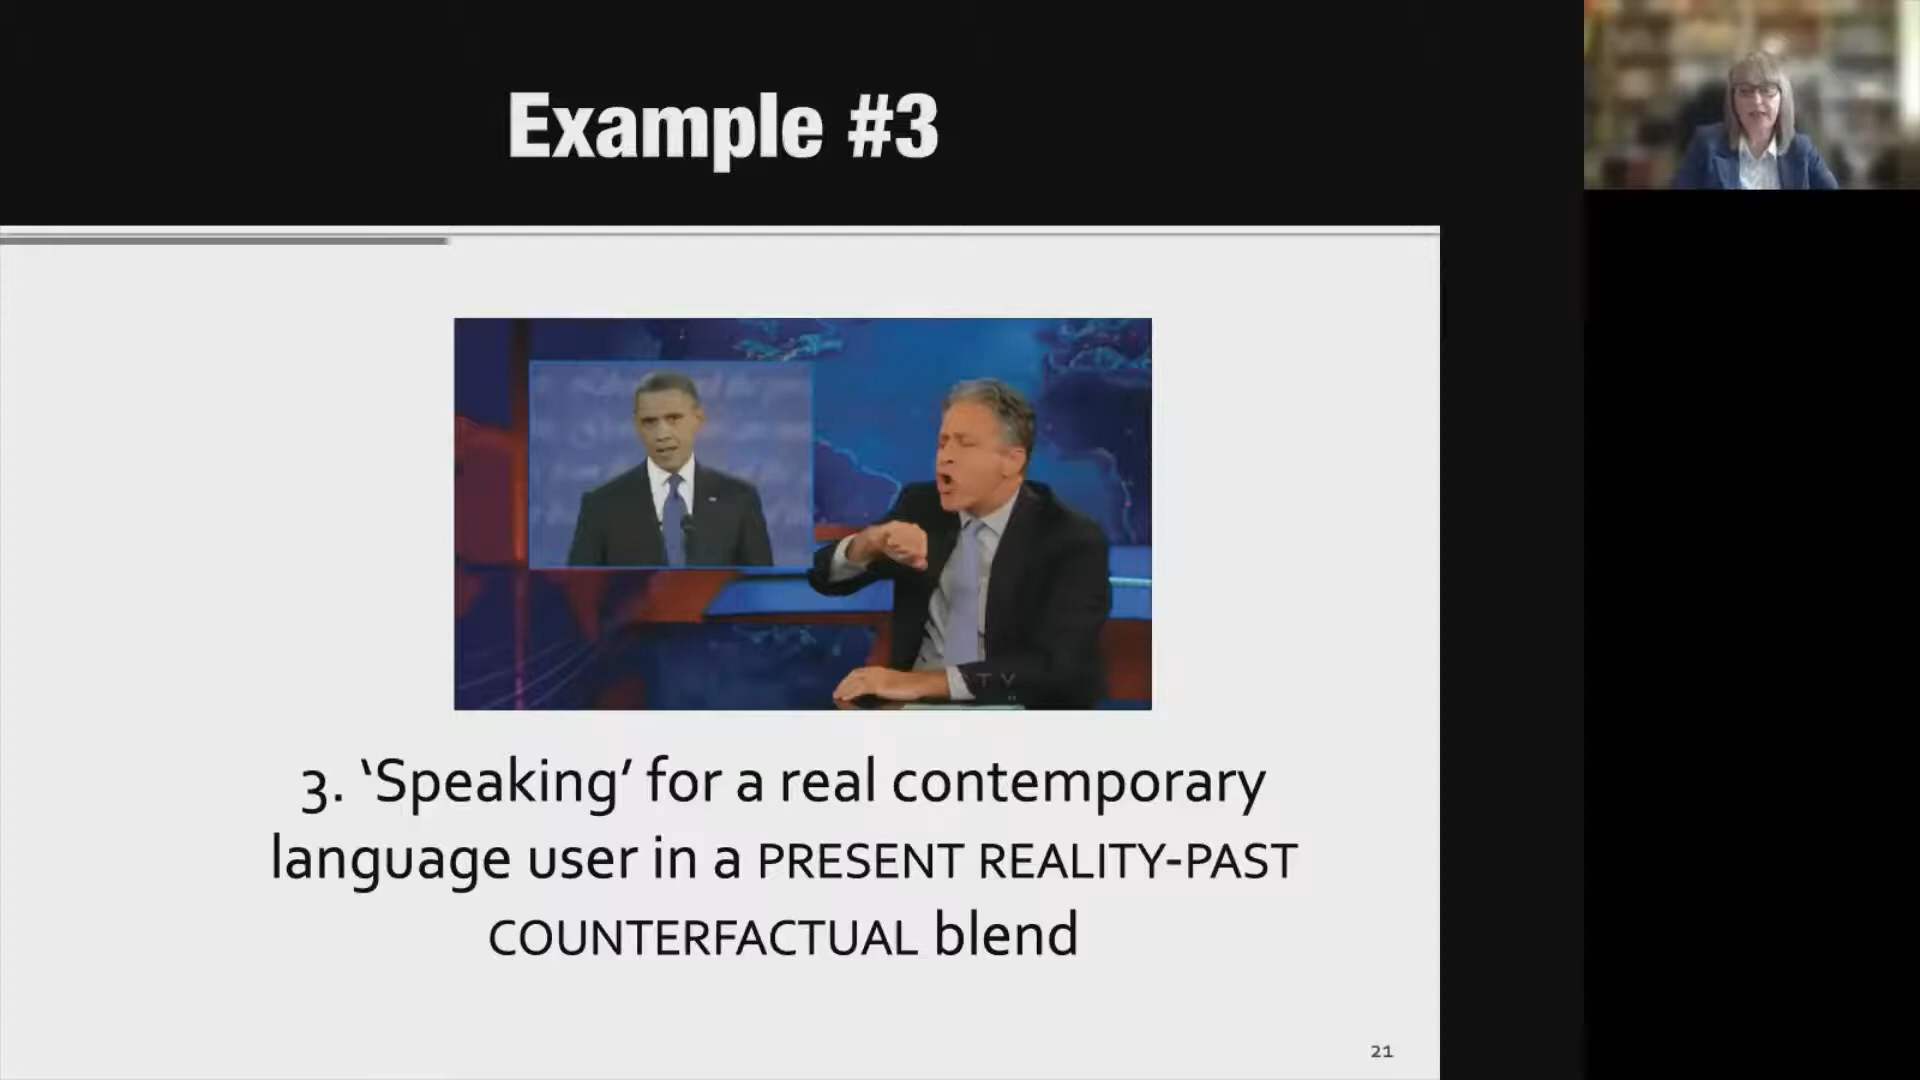 Example #3
3. ‘Speaking’ for a real contemporary
language user in a PRESENT REALITY-PAST
COUNTERFACTUAL blend
21